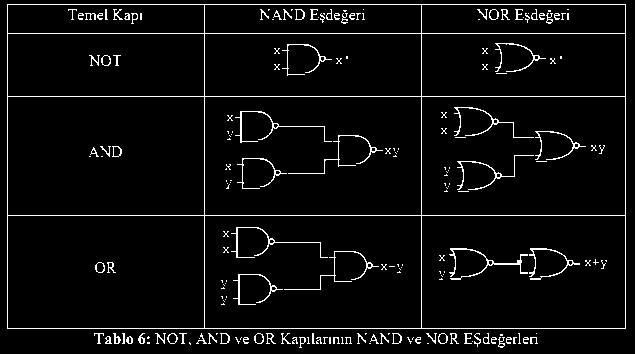 Temel Kapı NAND Eşdeğeri NOR Eşdeğeri
NOT x x x' x x x'
AND x y x y xy x x y y xy
OR x x y y x+y x y x+y
Tablo 6: NOT, AND ve OR Kapılarının NAND ve NOR EŞdeğerleri